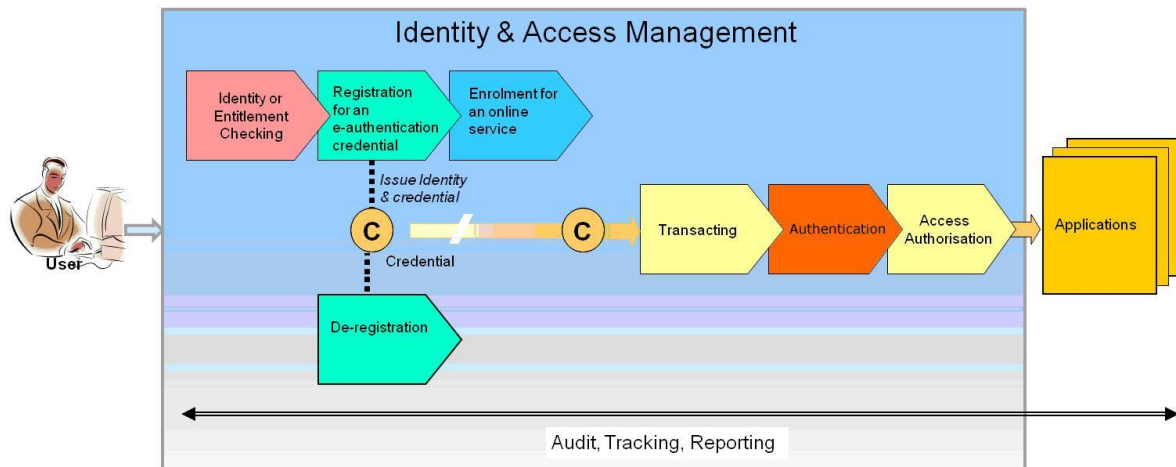 Identity & Access Management
Identity or
Entitlement
Checking
Registration
for an
e-authentication
credential
Enrolment for
an online
service
Issue Identity
& credential
C
C
Credential
User
Transacting
Authentication
Access
Authorisation
Applications
De-registration
Audit, Tracking, Reporting